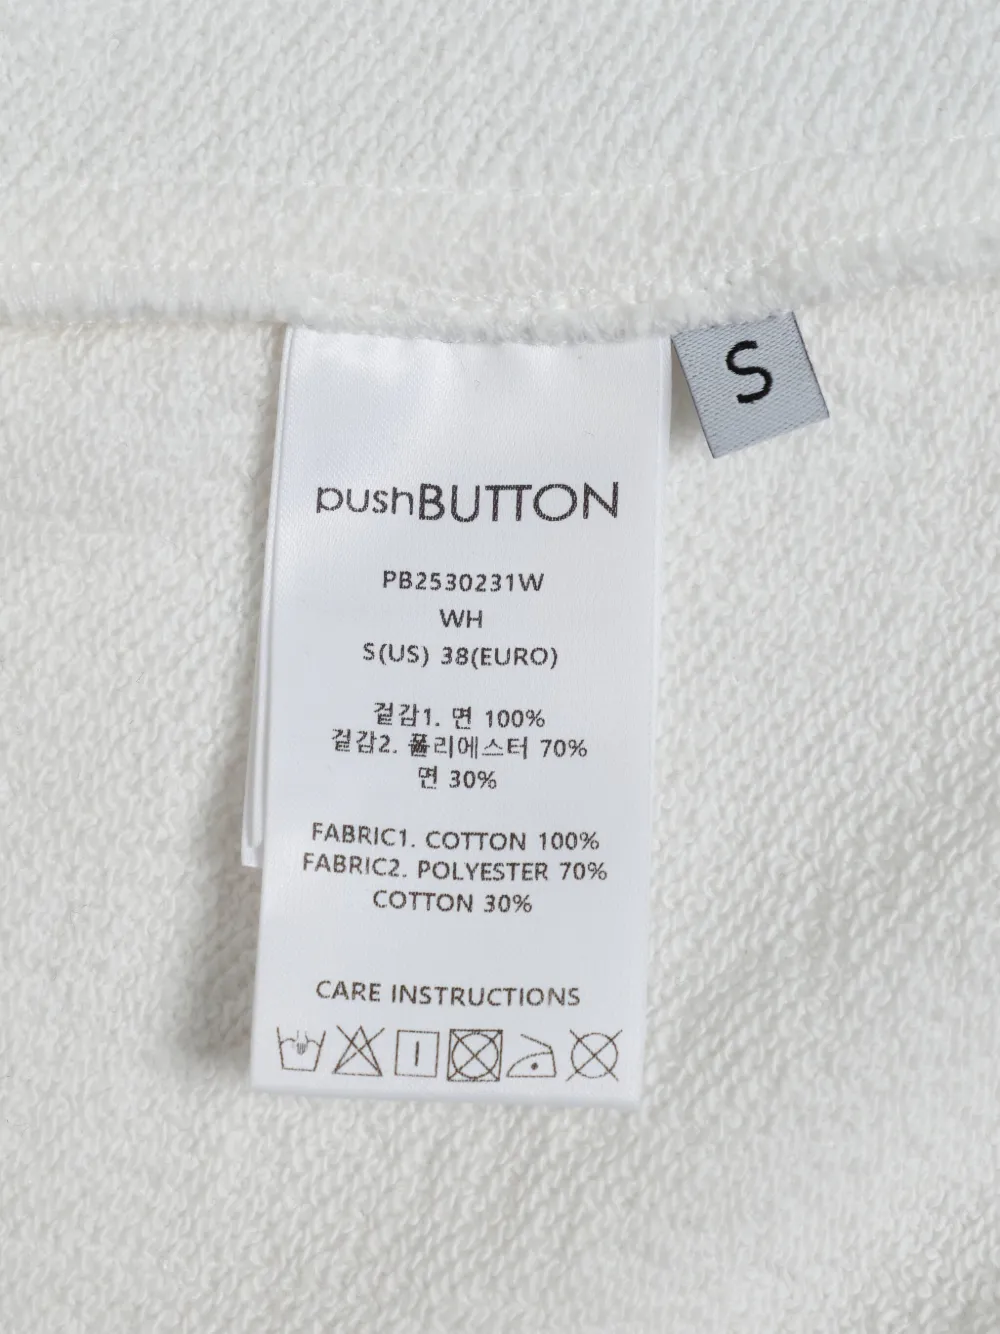 S
pushBUTTON
PB2530231W
WH
S(US) 38(EURO)
겉감1. 면 100%
겉감2. 폴리에스터 70%
면 30%
FABRIC1. COTTON 100%
FABRIC2. POLYESTER 70%
COTTON 30%
CARE INSTRUCTIONS